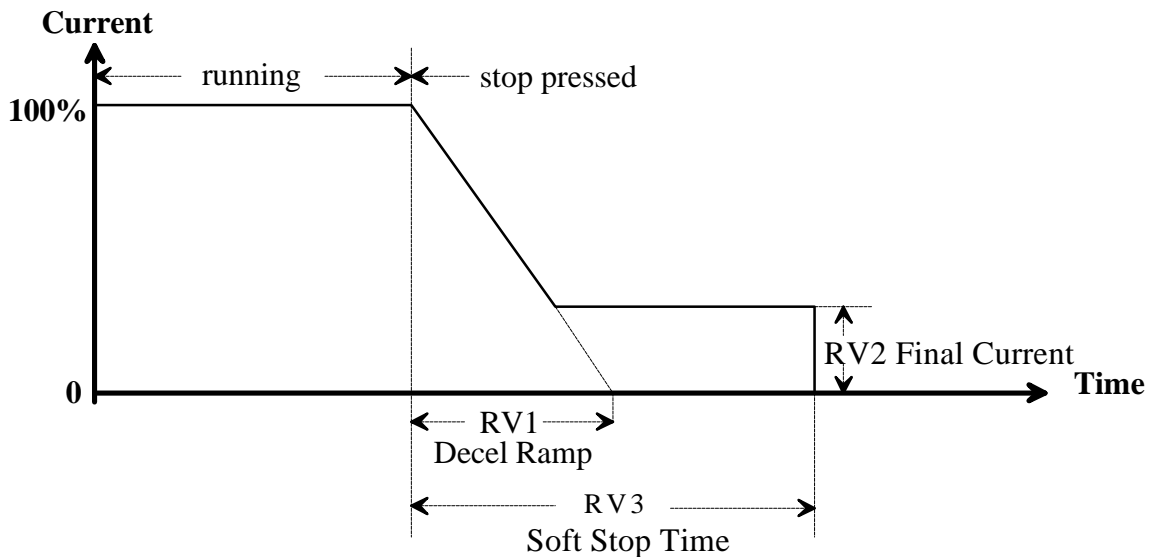 Current
running
stop pressed
100%
RV2 Final Current
0
Time
RV1
Decel Ramp
RV3
Soft Stop Time